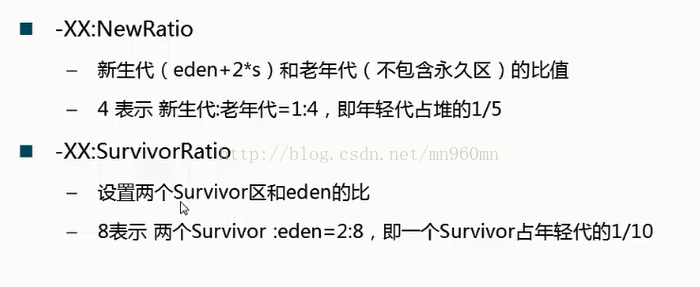 -XX:NewRatio
– 新生代（eden+2*s）和老年代（不包含永久区）的比值
– 4 表示 新生代:老年代=1:4，即年轻代占堆的1/5
-XX:SurvivorRatio
http://blog.csdn.net/mn960mn
– 设置两个Survivor区和eden的比
– 8表示 两个Survivor :eden=2:8，即一个Survivor占年轻代的1/10